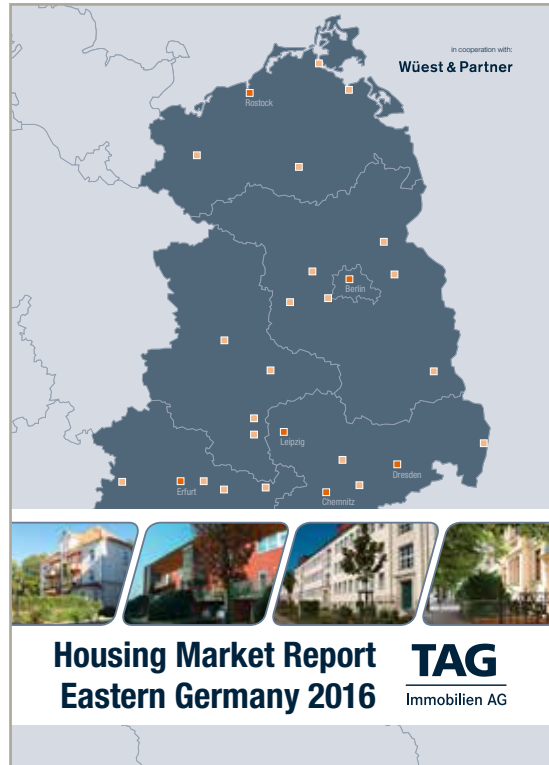 in cooperation with:
Wüest & Partner
Rostock
Berlin
Leipzig
Dresden
Erfurt
Chemnitz
Housing Market Report
Eastern Germany 2016
TAG
Immobilien AG